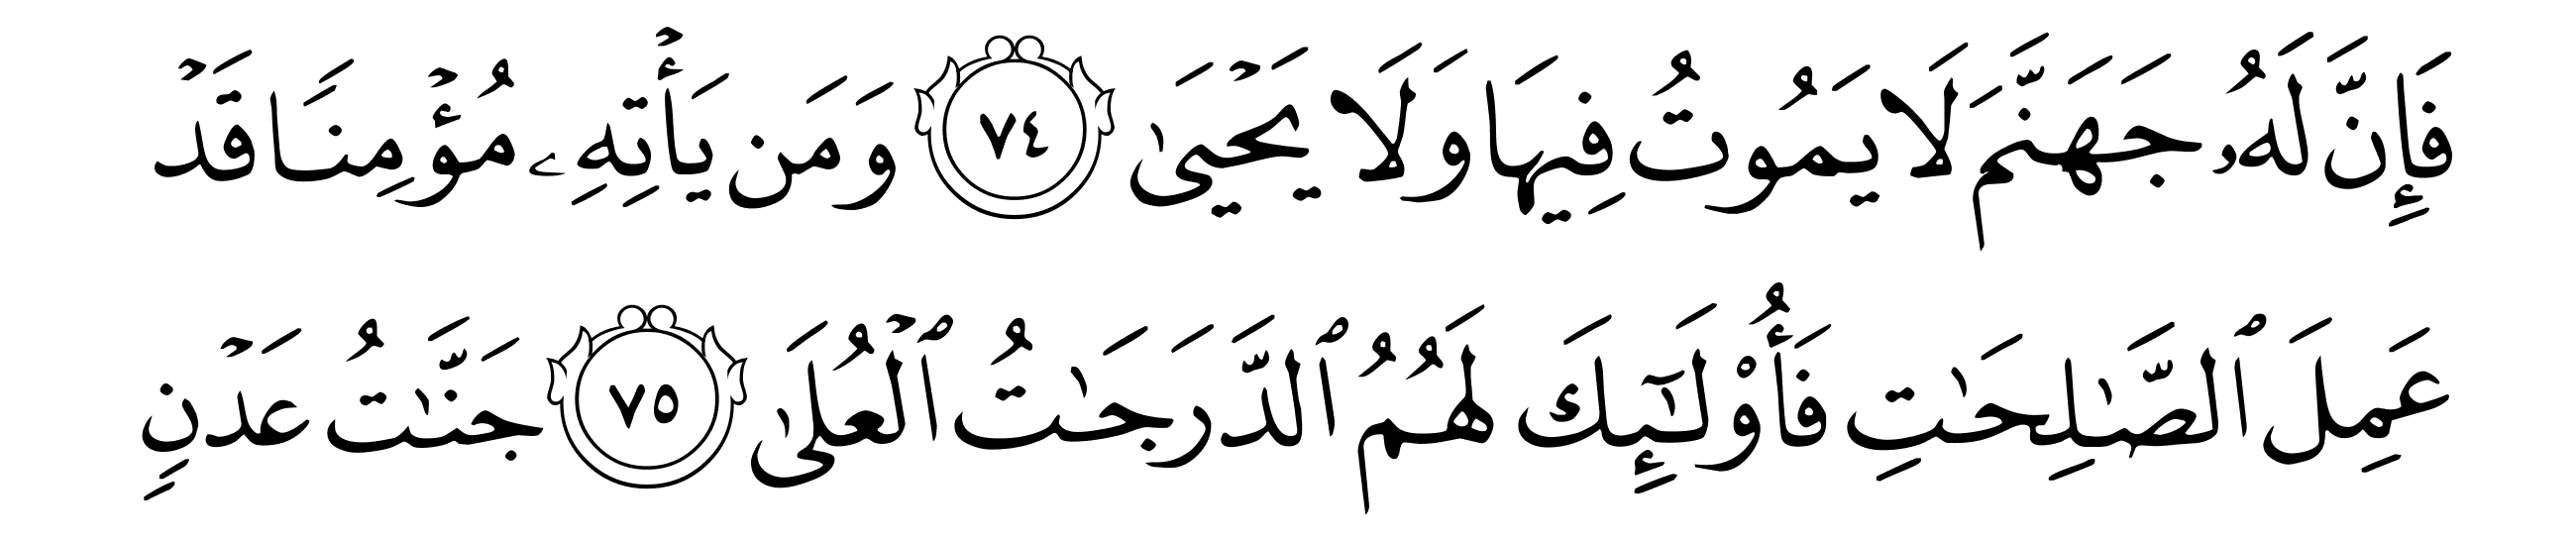 فَإِنَّ لَهُۥ جَهَنَّمَ لَا يَمُوتُ فِيهَا وَلَا يَحۡيَىٰ ٧٤ وَمَن يَأۡتِهِۦ مُؤۡمِنٗا قَدۡ
عَمِلَ ٱلصَّٰلِحَٰتِ فَأُوْلَٰٓئِكَ لَهُمُ ٱلدَّرَجَٰتُ ٱلۡعُلَىٰ ٧٥ جَنَّٰتُ عَدۡنٖ